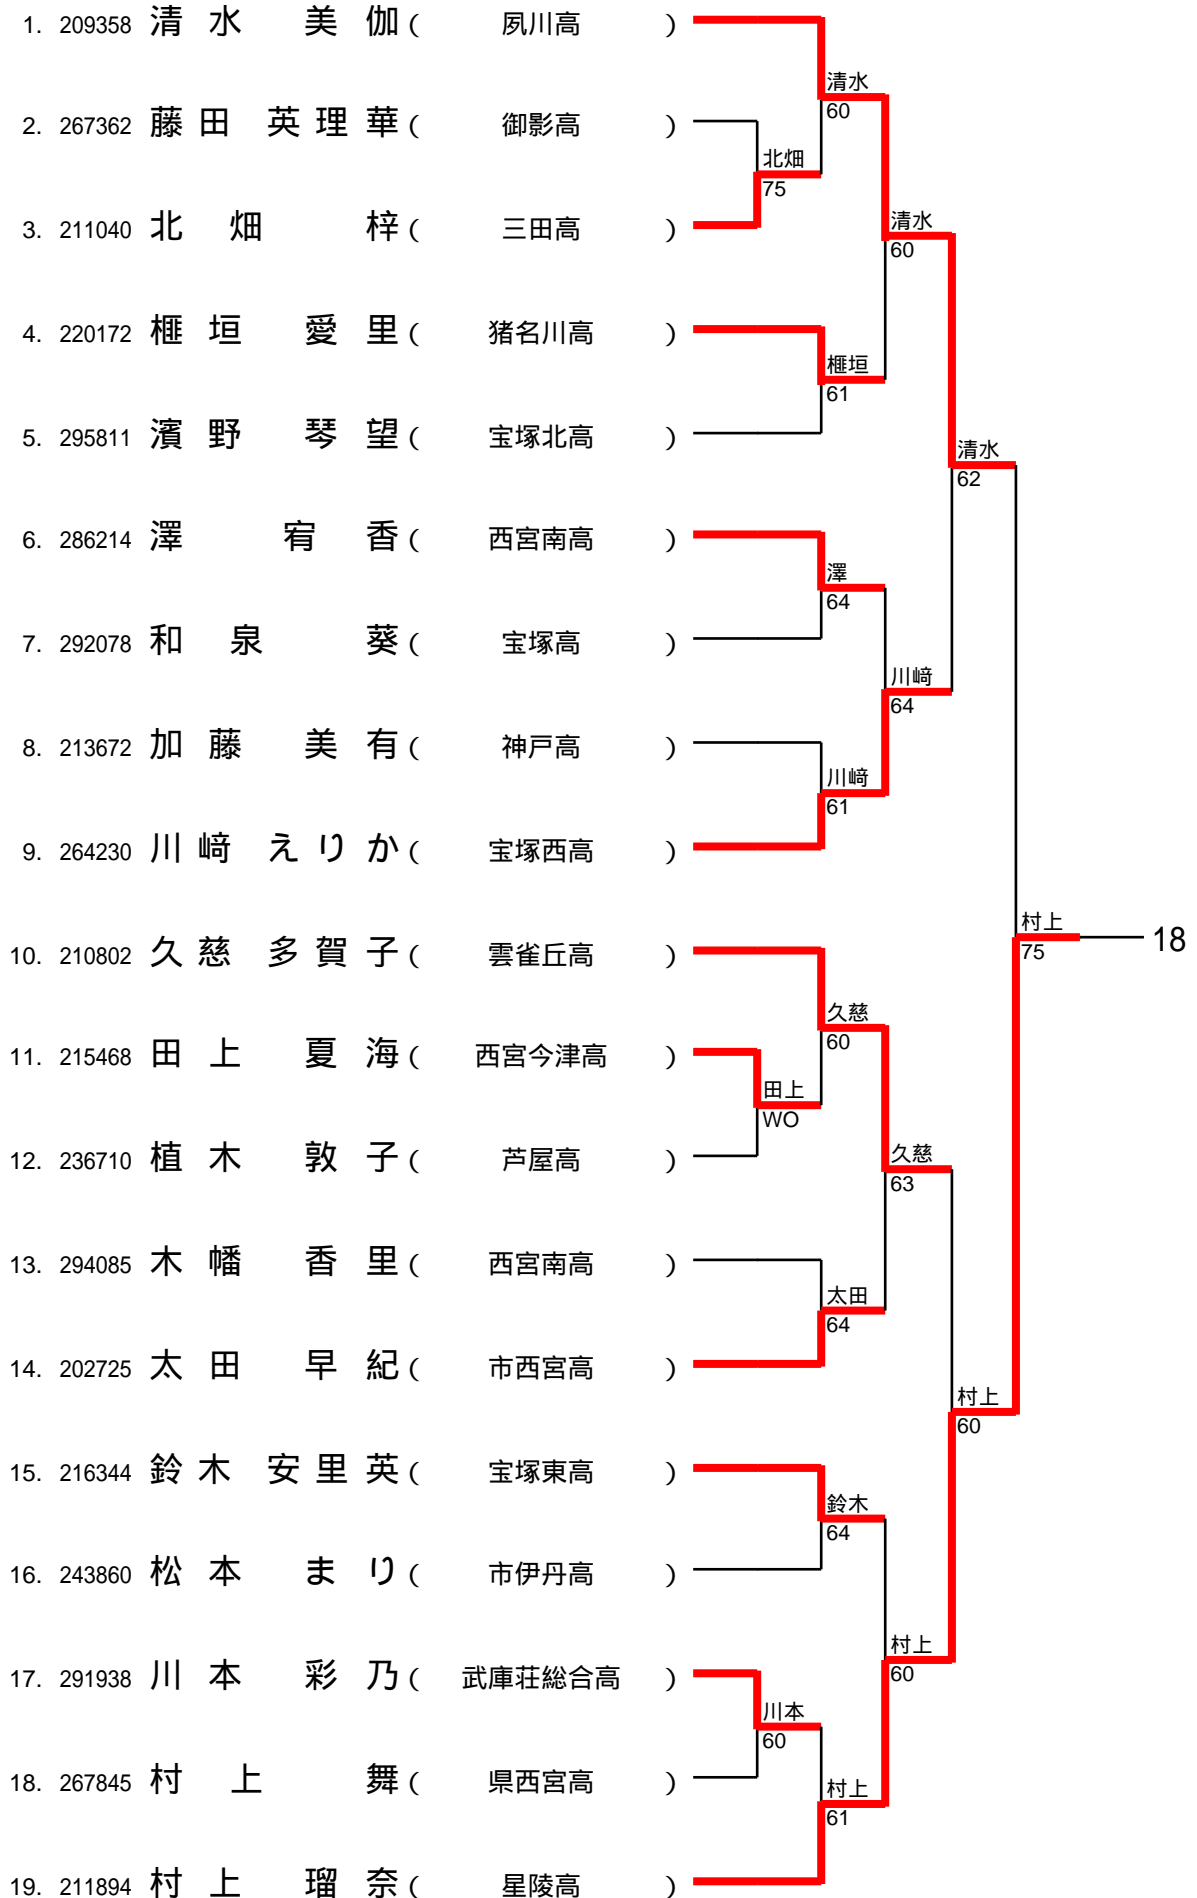 1. 209358 清水 美伽 ( 夙川高 )
清水
60
2. 267362 藤田 英理華 ( 御影高 )
北畑
75
3. 211040 北畑 梓 ( 三田高 )
清水
60
4. 220172 榧垣 愛里 ( 猪名川高 )
榧垣
61
5. 295811 濱野 琴望 ( 宝塚北高 )
清水
62
6. 286214 澤 宥香 ( 西宮南高 )
澤
64
7. 292078 和泉 葵 ( 宝塚高 )
川﨑
64
8. 213672 加藤 美有 ( 神戸高 )
川﨑
61
9. 264230 川﨑 えりか ( 宝塚西高 )
村上
75
18
10. 210802 久慈 多賀子 ( 雲雀丘高 )
久慈
60
11. 215468 田上 夏海 ( 西宮今津高 )
田上
WO
12. 236710 植木 敦子 ( 芦屋高 )
久慈
63
13. 294085 木幡 香里 ( 西宮南高 )
太田
64
14. 202725 太田 早紀 ( 市西宮高 )
村上
60
15. 216344 鈴木 安里英 ( 宝塚東高 )
鈴木
64
16. 243860 松本 まり ( 市伊丹高 )
村上
60
17. 291938 川本 彩乃 ( 武庫荘総合高 )
川本
60
18. 267845 村上 舞 ( 県西宮高 )
村上
61
19. 211894 村上 瑠奈 ( 星陵高 )